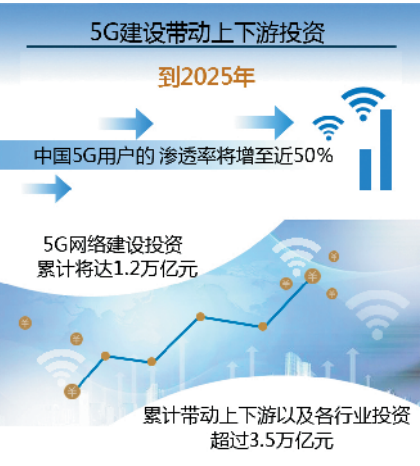 5G建设带动上下游投资
到2025年
中国5G用户的 渗透率将增至近50%
5G网络建设投资
累计将达1.2万亿元
累计带动上下游以及各行业投资
超过3.5万亿元